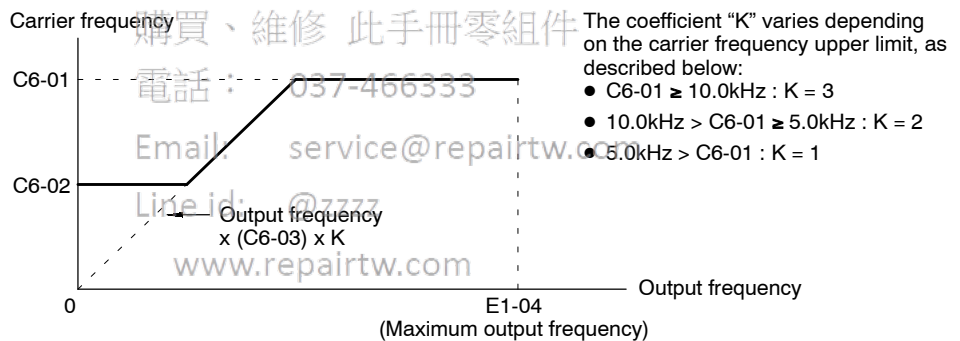 Carrier frequency
購買、維修 此手冊零組件
The coefficient “K” varies depending
on the carrier frequency upper limit, as
described below:
C6-01
電話： 037-466333
● C6-01 ≥ 10.0kHz : K = 3
● 10.0kHz > C6-01 ≥ 5.0kHz : K = 2
Email: service@repairtw.com
● 5.0kHz > C6-01 : K = 1
C6-02
Line id: @zzzz
Output frequency
x (C6-03) x K
www.repairtw.com
Output frequency
0
E1-04
(Maximum output frequency)